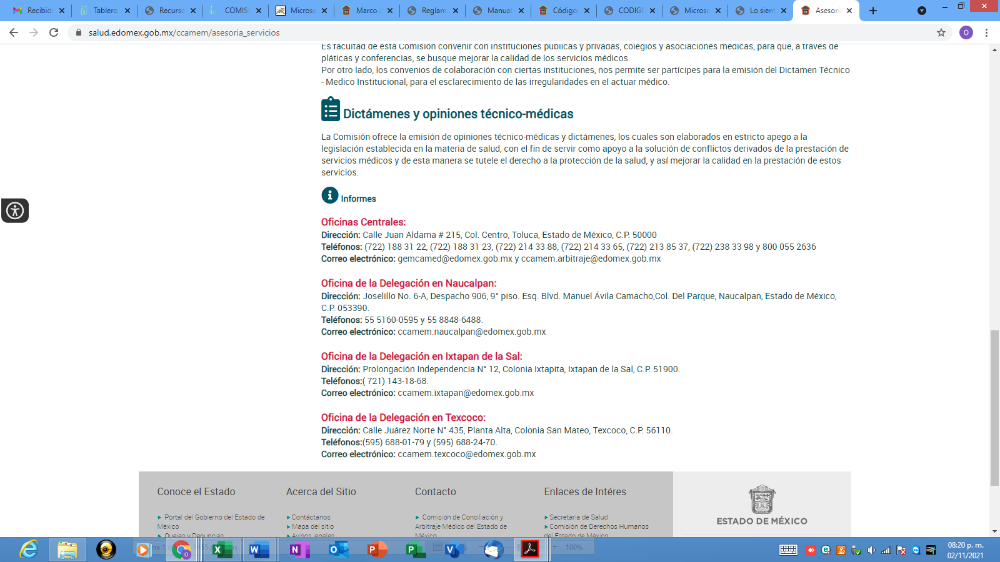 Recibido
Tablero
Recurso
COMISI
Microso
Marco J
Reglam
Manual
Código
CODIGO
Microso
Lo sient
Asesoría
salud.edomex.gob.mx/ccamem/asesoria_servicios
O
Es facultad de esta Comisión convenir con instituciones públicas y privadas, colegios y asociaciones médicas, para que, a través de
pláticas y conferencias, se busque mejorar la calidad de los servicios médicos.
Por otro lado, los convenios de colaboración con ciertas instituciones, nos permite ser partícipes para la emisión del Dictamen Técnico
- Medico Institucional, para el esclarecimiento de las irregularidades en el actuar médico.
Dictámenes y opiniones técnico-médicas
La Comisión ofrece la emisión de opiniones técnico-médicas y dictámenes, los cuales son elaborados en estricto apego a la
legislación establecida en la materia de salud, con el fin de servir como apoyo a la solución de conflictos derivados de la prestación de
servicios médicos y de esta manera se tutele el derecho a la protección de la salud, y así mejorar la calidad en la prestación de estos
servicios.
Informes
Oficinas Centrales:
Dirección: Calle Juan Aldama # 215, Col. Centro, Toluca, Estado de México, C.P. 50000
Teléfonos: (722) 188 31 22, (722) 188 31 23, (722) 214 33 88, (722) 214 33 65, (722) 213 85 37, (722) 238 33 98 y 800 055 2636
Correo electrónico: gemcamed@edomex.gob.mx y ccamem.arbitraje@edomex.gob.mx
Oficina de la Delegación en Naucalpan:
Dirección: Joselillo No. 6-A, Despacho 906, 9° piso. Esq. Blvd. Manuel Ávila Camacho,Col. Del Parque, Naucalpan, Estado de México,
C.P. 053390.
Teléfonos: 55 5160-0595 y 55 8848-6488.
Correo electrónico: ccamem.naucalpan@edomex.gob.mx
Oficina de la Delegación en Ixtapan de la Sal:
Dirección: Prolongación Independencia N° 12, Colonia Ixtapita, Ixtapan de la Sal, C.P. 51900.
Teléfonos:( 721) 143-18-68.
Correo electrónico: ccamem.ixtapan@edomex.gob.mx
Oficina de la Delegación en Texcoco:
Dirección: Calle Juárez Norte N° 435, Planta Alta, Colonia San Mateo, Texcoco, C.P. 56110.
Teléfonos:(595) 688-01-79 y (595) 688-24-70.
Correo electrónico: ccamem.texcoco@edomex.gob.mx
Conoce el Estado
Portal del Gobierno del Estado de
México
Quejas y Denuncias
Acerca del Sitio
Contáctanos
Mapa del sitio
Avisos legales
Contacto
Comisión de Conciliación y
Arbitraje Médico del Estado de
México
Enlaces de Intéres
Secretaria de Salud
Comisión de Derechos Humanos
del Estado de México
ESTADO DE MÉXICO
100%
08:20 p. m.
02/11/2021